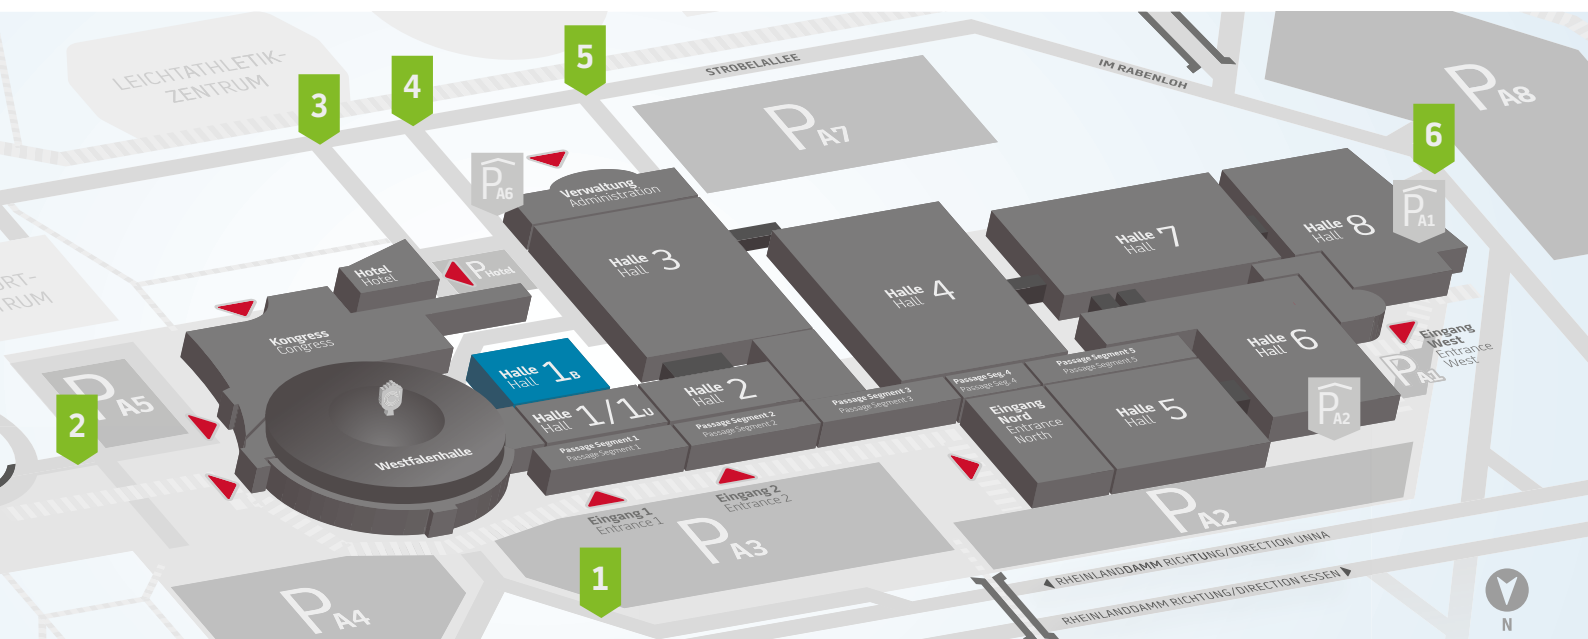 LEICHTATHLETIK-
ZENTRUM
3
4
5
STROBELALLEE
IM RABENLOH
P A8
6
P A7
P A6
Verwaltung
Administration
P A1
Halle
Hall 3
Halle
Hall 7
Halle
Hall 8
Hotel
Hotel
P Hotel
Halle
Hall 4
ORT-
TRUM
Kongress
Congress
Halle
Hall 6
Eingang
West
Entrance
West
P A1
Halle
Hall 1B
Passage Segment 5
Passage Segment 5
Passage Seg. 4
Passage Seg. 4
Passage Segment 3
Passage Segment 3
Halle
Hall 2
Halle
Hall 1/1U
Passage Segment 2
Passage Segment 2
Passage Segment 1
Passage Segment 1
Eingang
Nord
Entrance
North
Halle
Hall 5
P A2
P A5
2
Westfalenhalle
Eingang 1
Entrance 1
Eingang 2
Entrance 2
P A3
P A2
1
P A4
RHEINLANDDAMM RICHTUNG/DIRECTION UNNA
RHEINLANDDAMM RICHTUNG/DIRECTION ESSEN
N